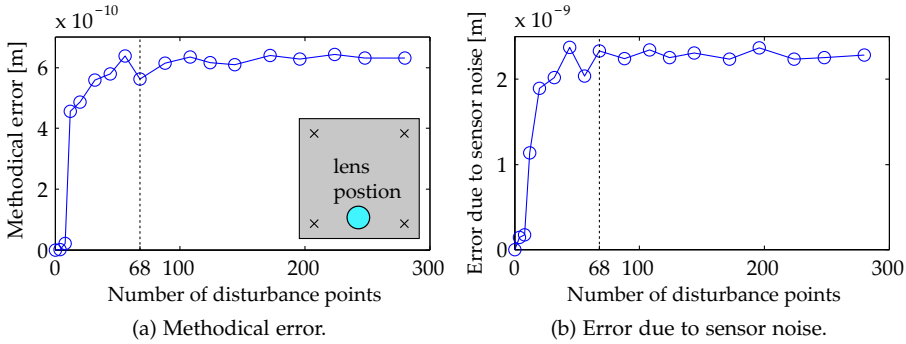 x 10⁻¹⁰
Methodical error [m]
6
4
2
0
0
68
100
200
300
Number of disturbance points
lens
postion
(a) Methodical error.
x 10⁻⁹
Error due to sensor noise [m]
2
1
0
0
68
100
200
300
Number of disturbance points
(b) Error due to sensor noise.